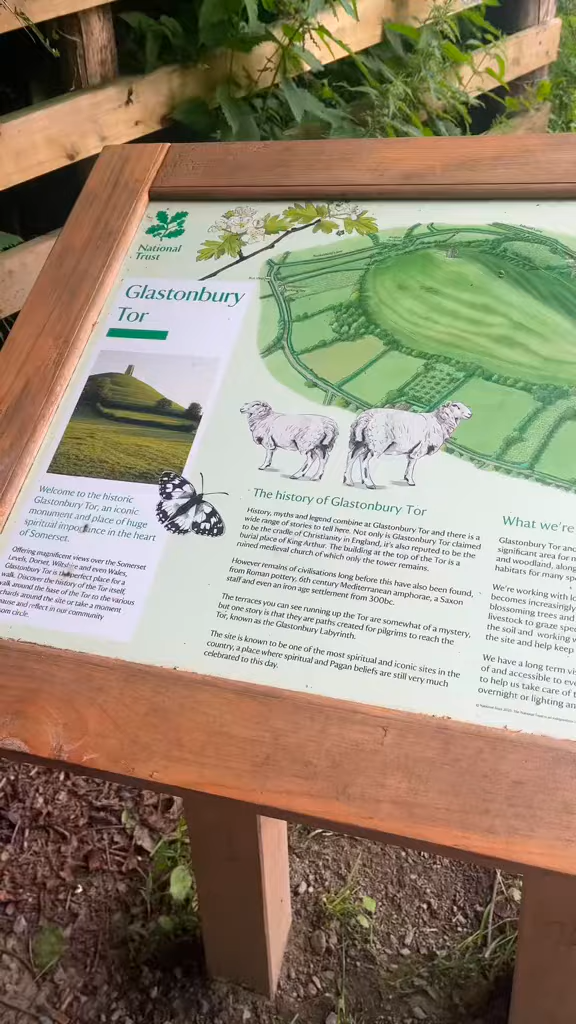 National
Trust
Glastonbury
Tor
Welcome to the historic
Glastonbury Tor, an iconic
monument and place of huge
spiritual importance in the heart
of Somerset.
Offering magnificent views over the Somerset
Levels, Dorset, Wiltshire and even Wales,
Glastonbury Tor is the perfect place for a
walk. Discover the history of the Tor itself,
walk around the base of the Tor to the various
orchards around the site or take a moment
pause and reflect in our community
Circle.
The history of Glastonbury Tor
History, myths and legend combine at Glastonbury Tor and there is a
wide range of stories to tell here. Not only is Glastonbury Tor claimed
to be the cradle of Christianity in England, it's also reputed to be the
burial place of King Arthur. The building at the top of the Tor is a
ruined medieval church of which only the tower remains.
However remains of civilisations long before this have also been found,
from Roman pottery, 6th century Mediterranean amphorae, a Saxon
staff and even an iron age settlement from 300bc.
The terraces you can see running up the Tor are somewhat of a mystery,
but one story is that they are paths created for pilgrims to reach the
Tor, known as the Glastonbury Labyrinth.
The site is known to be one of the most spiritual and iconic sites in the
country, a place where spiritual and Pagan beliefs are still very much
celebrated to this day.
What we're
Glastonbury Tor and
significant area for
and woodland, along
habitats for many sp
We're working with lo
becomes increasingly
blossoming trees and
livestock to graze spe
the soil and working w
site and help keep
We have a long term vi
of and accessible to eve
to help us take care of
overnight or lighting a